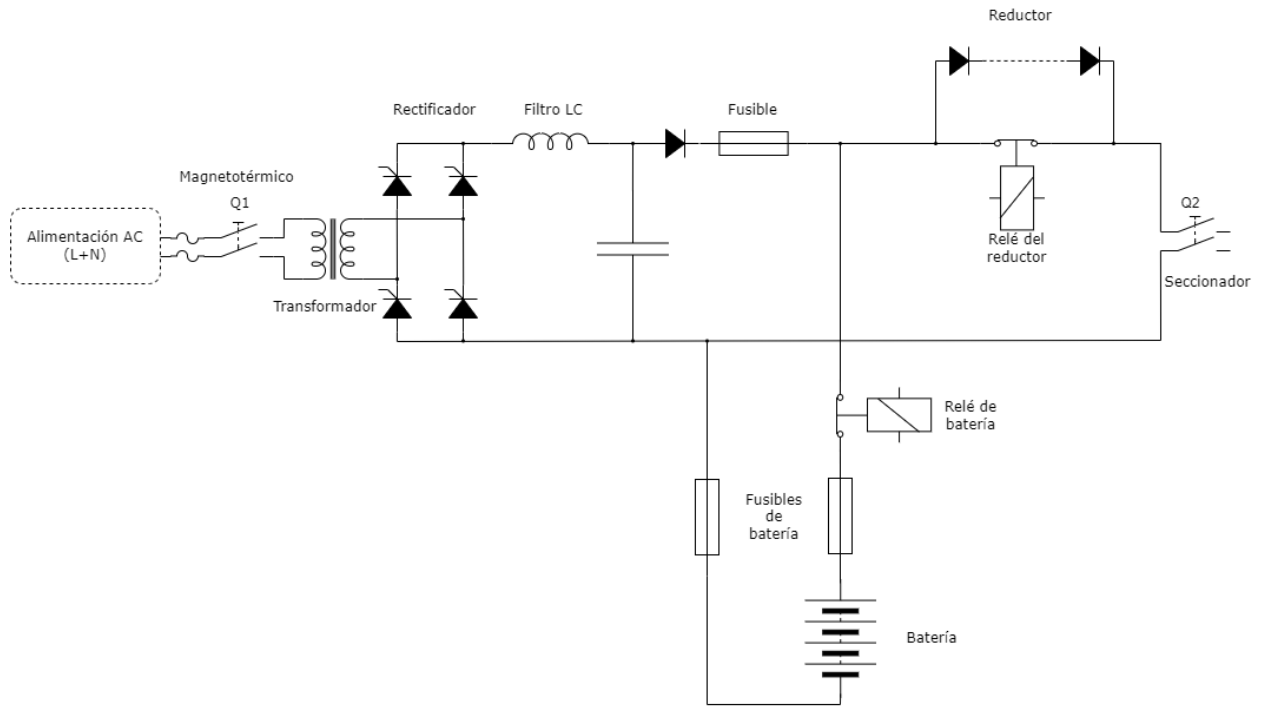 Reductor
Rectificador
Filtro LC
Fusible
Magnetotérmico
Q1
Alimentación AC
(L+N)
Transformador
Relé del
reductor
Q2
Seccionador
Relé de
batería
Fusibles
de
batería
Batería